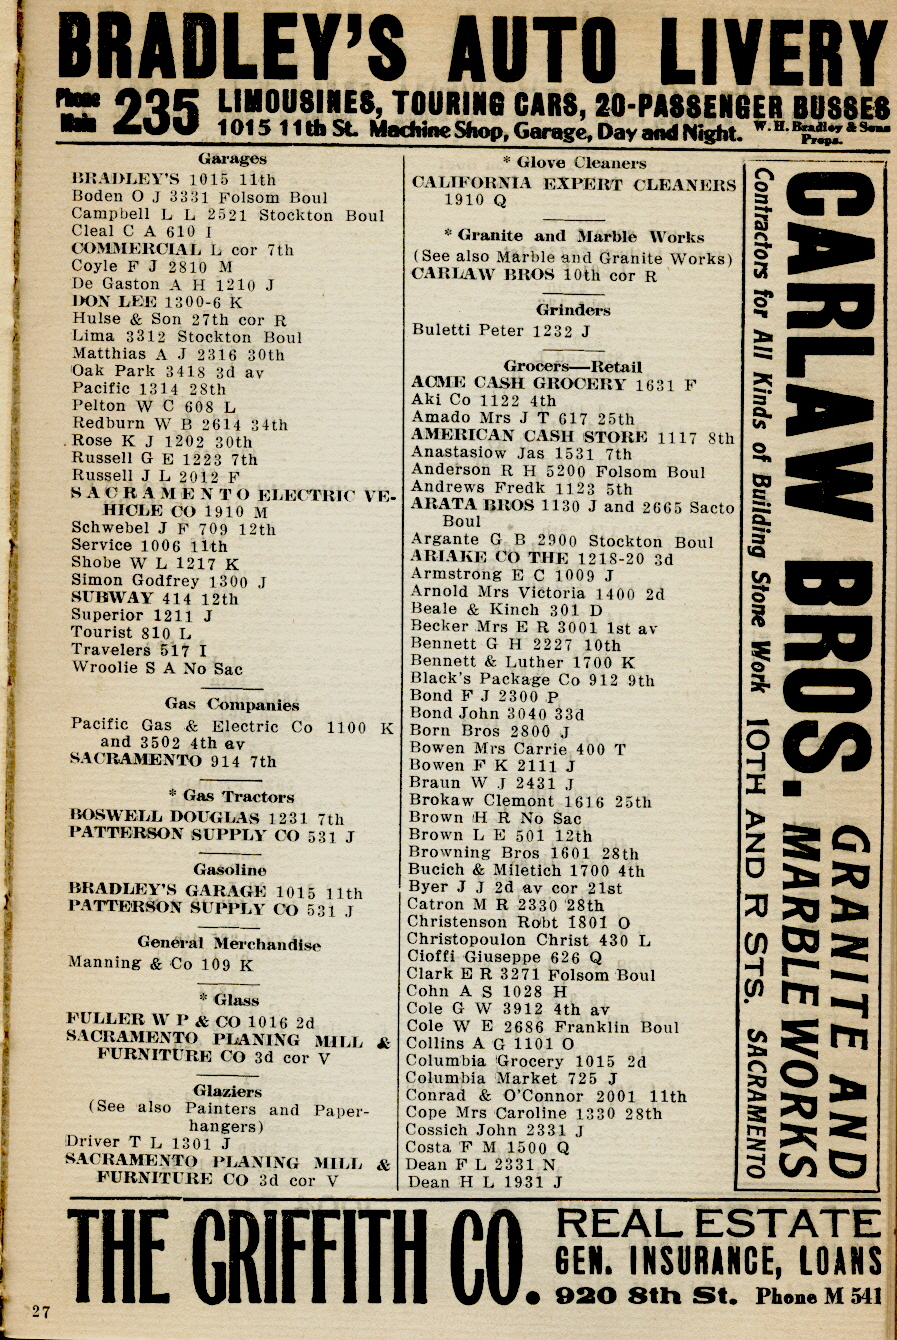 BRADLEY'S AUTO LIVERY
Phone Main 235
LIMOUSINES, TOURING CARS, 20-PASSENGER BUSSES
1015 11th St. Machine Shop, Garage, Day and Night. W. H. Bradley & Sons Props.
Garages
BRADLEY'S 1015 11th
Boden O J 3331 Folsom Boul
Campbell L L 2521 Stockton Boul
Cleal C A 610 I
COMMERCIAL L cor 7th
Coyle F J 2810 M
De Gaston A H 1210 J
DON LEE 1300-6 K
Hulse & Son 27th cor R
Lima 3312 Stockton Boul
Matthias A J 2316 30th
Oak Park 3418 3d av
Pacific 1314 28th
Pelton W C 608 L
Redburn W B 2614 34th
Rose K J 1202 30th
Russell G E 1223 7th
Russell J L 2012 F
SACRAMENTO ELECTRIC VE-
HICLE CO 1910 M
Schwebel J F 709 12th
Service 1006 11th
Shobe W L 1217 K
Simon Godfrey 1300 J
SUBWAY 414 12th
Superior 1211 J
Tourist 810 L
Travelers 517 I
Wroolie S A No Sac
Gas Companies
Pacific Gas & Electric Co 1100 K
and 3502 4th av
SACRAMENTO 914 7th
* Gas Tractors
BOSWELL DOUGLAS 1231 7th
PATTERSON SUPPLY CO 531 J
Gasoline
BRADLEY'S GARAGE 1015 11th
PATTERSON SUPPLY CO 531 J
General Merchandise
Manning & Co 109 K
* Glass
FULLER W P & CO 1016 2d
SACRAMENTO PLANING MILL &
FURNITURE CO 3d cor V
Glaziers
(See also Painters and Paper-
hangers)
Driver T L 1301 J
SACRAMENTO PLANING MILL &
FURNITURE CO 3d cor V
* Glove Cleaners
CALIFORNIA EXPERT CLEANERS
1910 Q
* Granite and Marble Works
(See also Marble and Granite Works)
CARLAW BROS 10th cor R
Grinders
Buletti Peter 1232 J
Grocers—Retail
ACME CASH GROCERY 1631 F
Aki Co 1122 4th
Amado Mrs J T 617 25th
AMERICAN CASH STORE 1117 8th
Anastasiow Jas 1531 7th
Anderson R H 5200 Folsom Boul
Andrews Fredk 1123 5th
ARATA BROS 1130 J and 2665 Sacto
Boul
Argante G B 2900 Stockton Boul
ARIAKE CO THE 1218-20 3d
Armstrong E C 1009 J
Arnold Mrs Victoria 1400 2d
Beale & Kinch 301 D
Becker Mrs E R 3001 1st av
Bennett G H 2227 10th
Bennett & Luther 1700 K
Black's Package Co 912 9th
Bond F J 2300 P
Bond John 3040 33d
Born Bros 2800 J
Bowen Mrs Carrie 400 T
Bowen F K 2111 J
Braun W J 2431 J
Brokaw Clemont 1616 25th
Brown H R No Sac
Brown L E 501 12th
Browning Bros 1601 28th
Bucich & Miletich 1700 4th
Byer J J 2d av cor 21st
Catron M R 2330 28th
Christenson Robt 1801 O
Christopoulon Christ 430 L
Cioffi Giuseppe 626 Q
Clark E R 3271 Folsom Boul
Cohn A S 1028 H
Cole G W 3912 4th av
Cole W E 2686 Franklin Boul
Collins A G 1101 O
Columbia Grocery 1015 2d
Columbia Market 725 J
Conrad & O'Connor 2001 11th
Cope Mrs Caroline 1330 28th
Cossich John 2331 J
Costa F M 1500 Q
Dean F L 2331 N
Dean H L 1931 J
CARLAW BROS. GRANITE AND
MARBLE WORKS
Contractors for All Kinds of Building Stone Work 10TH AND R STS. SACRAMENTO
THE GRIFFITH CO.
REAL ESTATE
GEN. INSURANCE, LOANS
920 8th St. Phone M 541
27